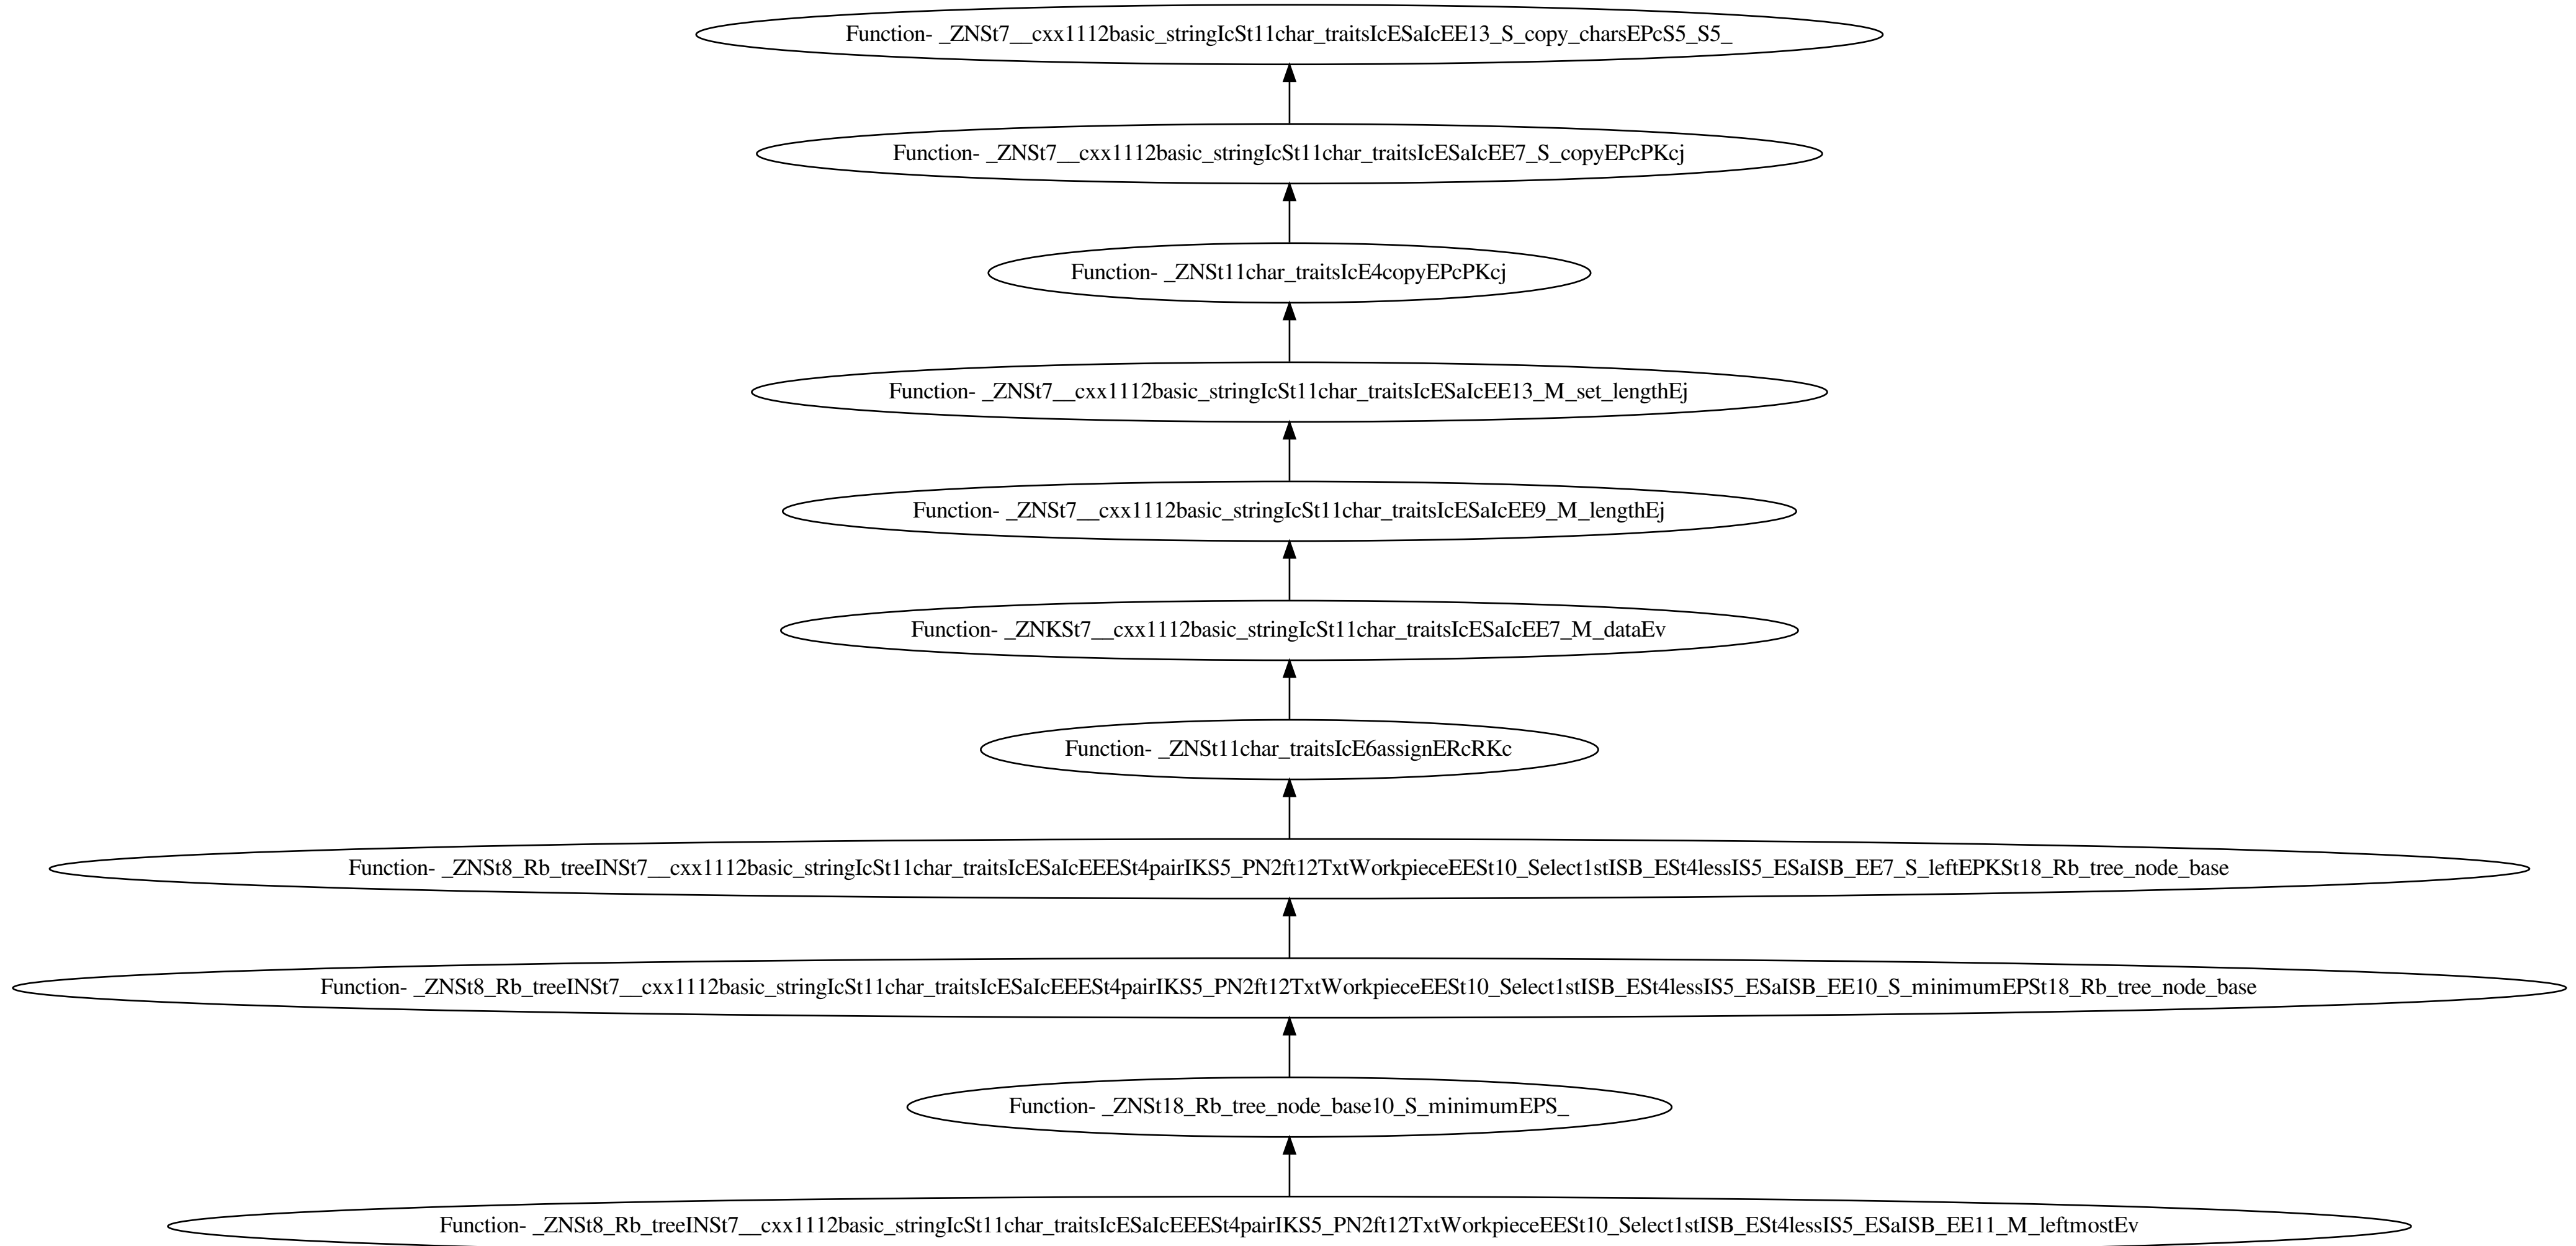 Function- _ZNSt7__cxx1112basic_stringIcSt11char_traitsIcESaIcEE13_S_copy_charsEPcS5_S5_
Function- _ZNSt7__cxx1112basic_stringIcSt11char_traitsIcESaIcEE7_S_copyEPcPKcj
Function- _ZNSt11char_traitsIcE4copyEPcPKcj
Function- _ZNSt7__cxx1112basic_stringIcSt11char_traitsIcESaIcEE13_M_set_lengthEj
Function- _ZNSt7__cxx1112basic_stringIcSt11char_traitsIcESaIcEE9_M_lengthEj
Function- _ZNKSt7__cxx1112basic_stringIcSt11char_traitsIcESaIcEE7_M_dataEv
Function- _ZNSt11char_traitsIcE6assignERcRKc
Function- _ZNSt8_Rb_treeINSt7__cxx1112basic_stringIcSt11char_traitsIcESaIcEEESt4pairIKS5_PN2ft12TxtWorkpieceEESt10_Select1stISB_ESt4lessIS5_ESaISB_EE7_S_leftEPKSt18_Rb_tree_node_base
Function- _ZNSt8_Rb_treeINSt7__cxx1112basic_stringIcSt11char_traitsIcESaIcEEESt4pairIKS5_PN2ft12TxtWorkpieceEESt10_Select1stISB_ESt4lessIS5_ESaISB_EE10_S_minimumEPSt18_Rb_tree_node_base
Function- _ZNSt18_Rb_tree_node_base10_S_minimumEPS_
Function- _ZNSt8_Rb_treeINSt7__cxx1112basic_stringIcSt11char_traitsIcESaIcEEESt4pairIKS5_PN2ft12TxtWorkpieceEESt10_Select1stISB_ESt4lessIS5_ESaISB_EE11_M_leftmostEv